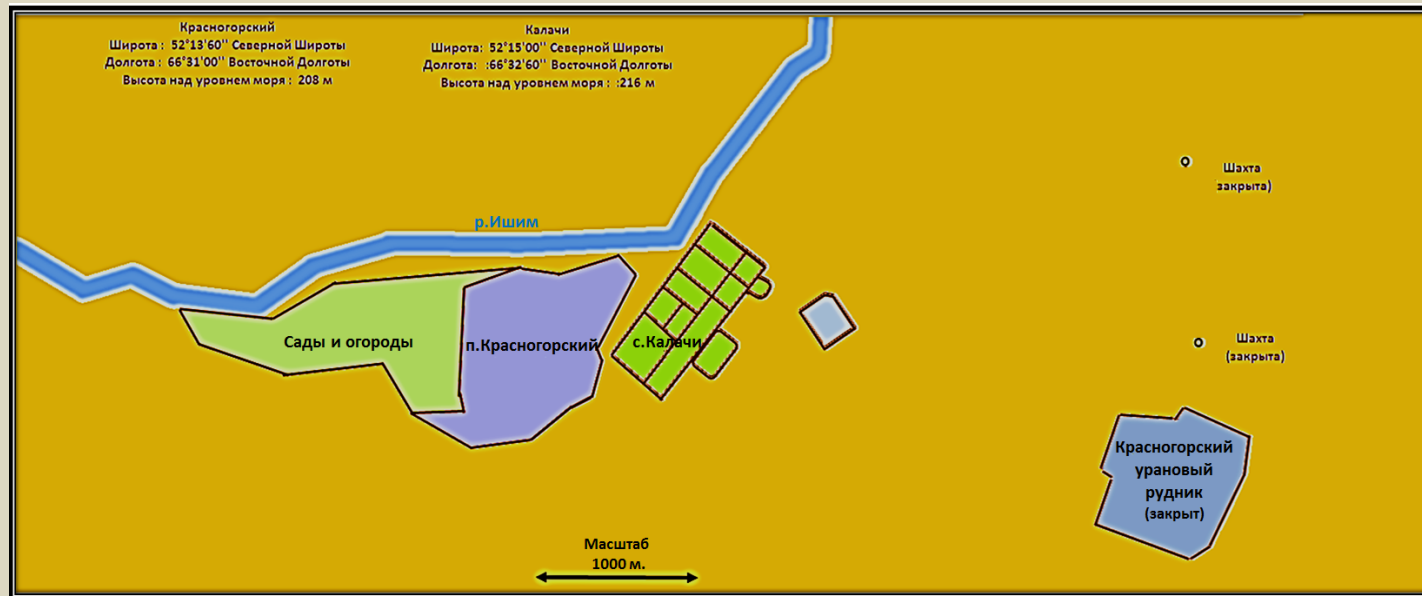 Красногорский
Широта : 52°13'60'' Северной Широты
Долгота : 66°31'00'' Восточной Долготы
Высота над уровнем моря : 208 м
Калачи
Широта: 52°15'00'' Северной Широты
Долгота: :66°32'60'' Восточной Долготы
Высота над уровнем моря : :216 м
р.Ишим
Шахта
закрыта)
Сады и огороды
п.Красногорский
с.Калачи
Шахта
(закрыта)
Красногорский
урановый
рудник
(закрыт)
Масштаб
1000 м.